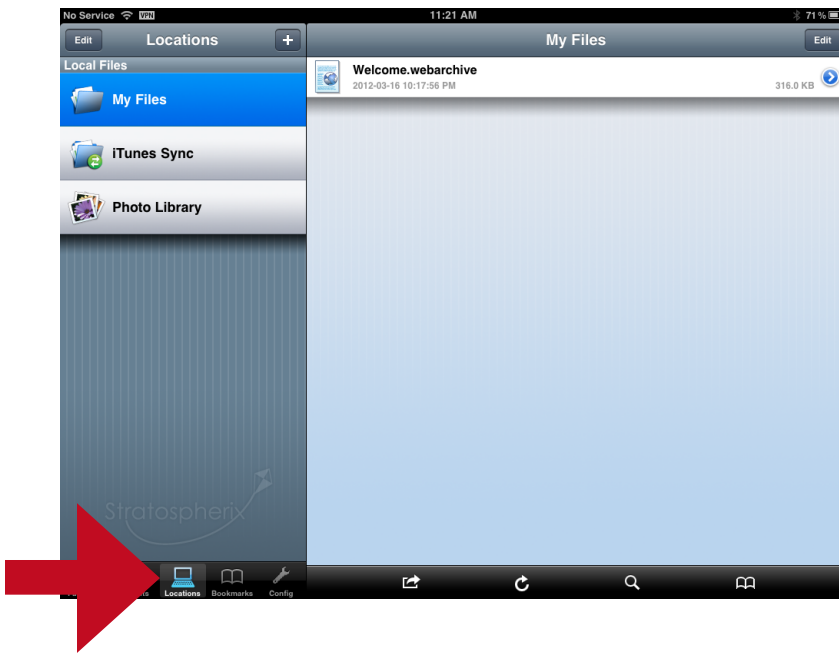 No Service VPN 11:21 AM 71%
Edit Locations + My Files Edit
Local Files
My Files
iTunes Sync
Photo Library
Welcome.webarchive
2012-03-16 10:17:56 PM 316.0 KB
Stratospherix
Locations Bookmarks Config